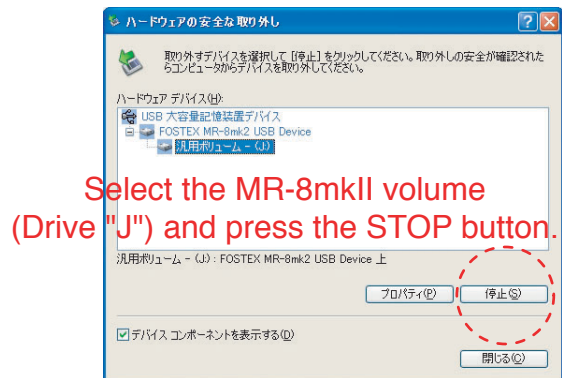 ハードウェアの安全な取り外し
取り外すデバイスを選択して [停止] をクリックしてください。取り外しの安全が確認された
らコンピュータからデバイスを取り外してください。
ハードウェア デバイス(H):
USB 大容量記憶装置デバイス
FOSTEX MR-8mk2 USB Device
汎用ボリューム - (J:)
Select the MR-8mkII volume
(Drive "J") and press the STOP button.
汎用ボリューム - (J:) : FOSTEX MR-8mk2 USB Device 上
プロパティ(P)
停止(S)
デバイス コンポーネントを表示する(D)
閉じる(C)